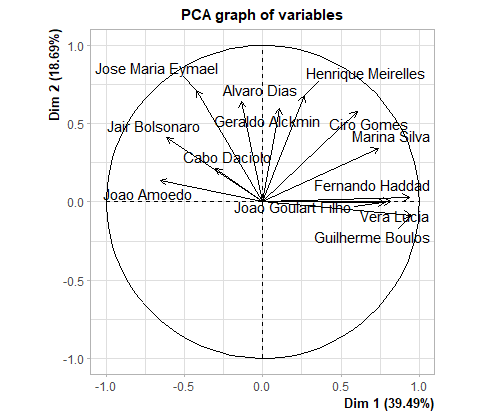 PCA graph of variables
Dim 2 (18.69%)
1.0
0.5
0.0
-0.5
-1.0
Jose Maria Eymael
Henrique Meirelles
Alvaro Dias
Geraldo Alckmin
Ciro Gomes
Jair Bolsonaro
Marina Silva
Cabo Daciolo
Joao Amoedo
Fernando Haddad
Joao Goulart Filho
Vera Lucia
Guilherme Boulos
-1.0 -0.5 0.0 0.5 1.0
Dim 1 (39.49%)